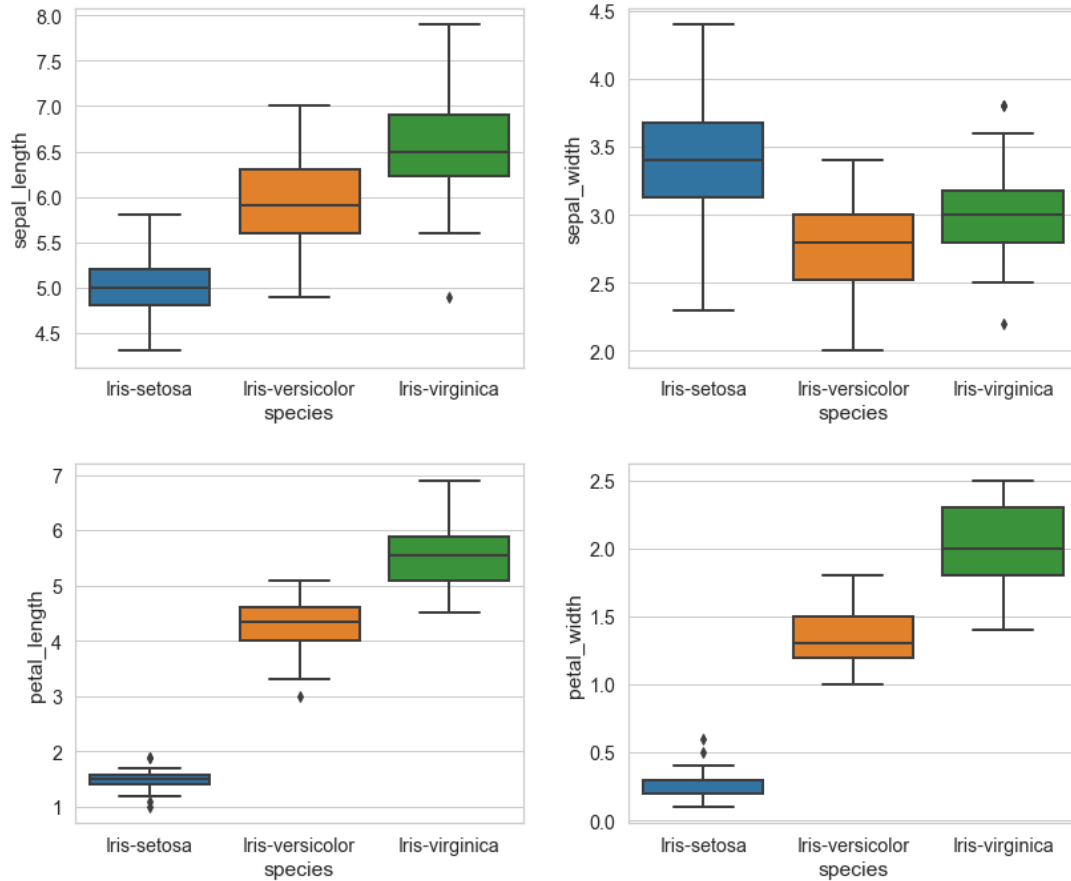 sepal_length
8.0
7.5
7.0
6.5
6.0
5.5
5.0
4.5
Iris-setosa Iris-versicolor Iris-virginica
species
sepal_width
4.5
4.0
3.5
3.0
2.5
2.0
Iris-setosa Iris-versicolor Iris-virginica
species
petal_length
7
6
5
4
3
2
1
Iris-setosa Iris-versicolor Iris-virginica
species
petal_width
2.5
2.0
1.5
1.0
0.5
0.0
Iris-setosa Iris-versicolor Iris-virginica
species